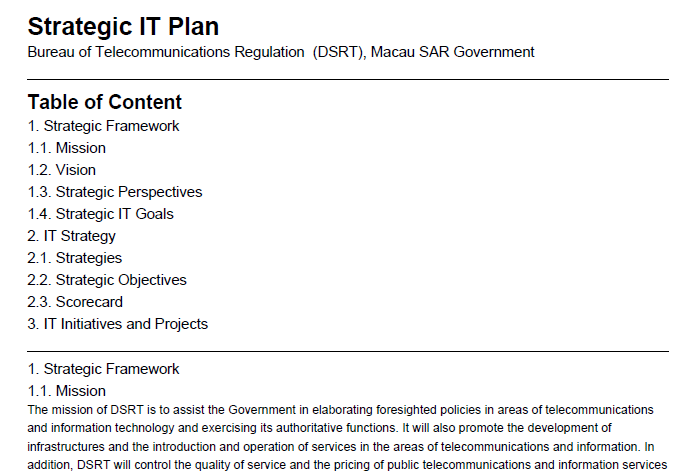 Strategic IT Plan
Bureau of Telecommunications Regulation (DSRT), Macau SAR Government
Table of Content
1. Strategic Framework
1.1. Mission
1.2. Vision
1.3. Strategic Perspectives
1.4. Strategic IT Goals
2. IT Strategy
2.1. Strategies
2.2. Strategic Objectives
2.3. Scorecard
3. IT Initiatives and Projects
1. Strategic Framework
1.1. Mission
The mission of DSRT is to assist the Government in elaborating foresighted policies in areas of telecommunications
and information technology and exercising its authoritative functions. It will also promote the development of
infrastructures and the introduction and operation of services in the areas of telecommunications and information. In
addition, DSRT will control the quality of service and the pricing of public telecommunications and information services